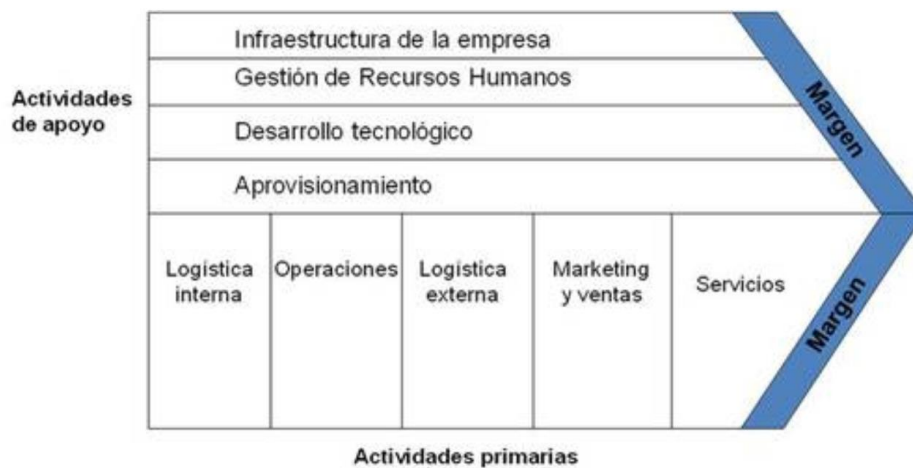 Infraestructura de la empresa
Gestión de Recursos Humanos
Actividades
de apoyo
Desarrollo tecnológico
Aprovisionamiento
Margen
Logística
interna
Operaciones
Logística
externa
Marketing
y ventas
Servicios
Margen
Actividades primarias